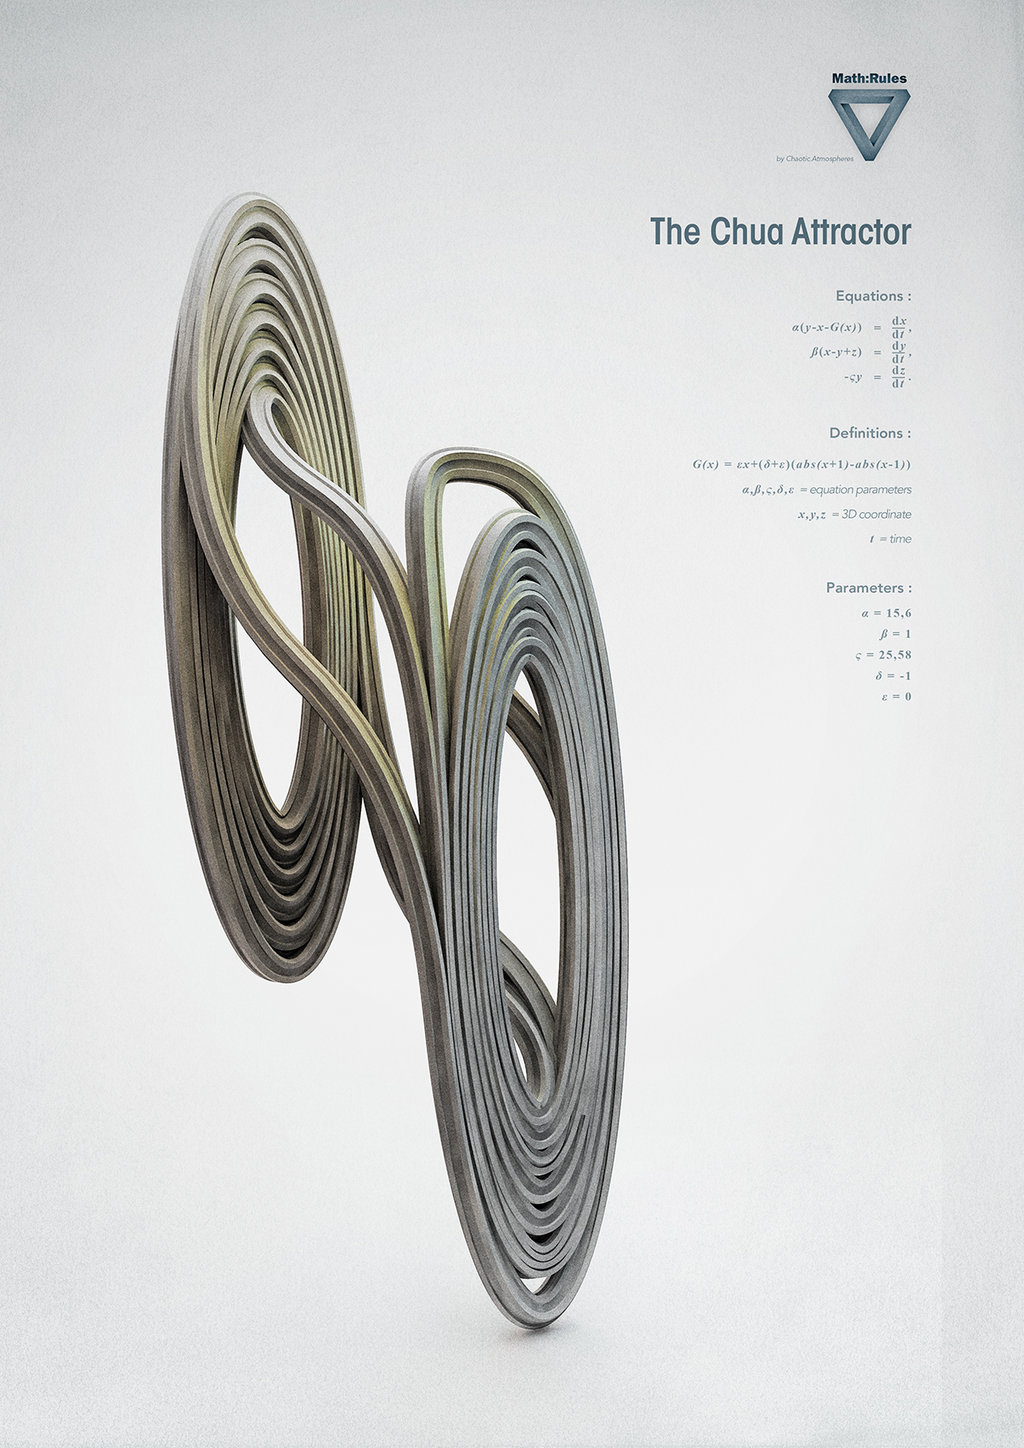 Math:Rules
by Chaotic Atmospheres
The Chua Attractor
Equations :
α(y-x-G(x)) = dx/dt,
β(x-y+z) = dy/dt,
-ςy = dz/dt.
Definitions :
G(x) = εx+(δ+ε)(abs(x+1)-abs(x-1))
α,β,ς,δ,ε = equation parameters
x,y,z = 3D coordinate
t = time
Parameters :
α = 15,6
β = 1
ς = 25,58
δ = -1
ε = 0